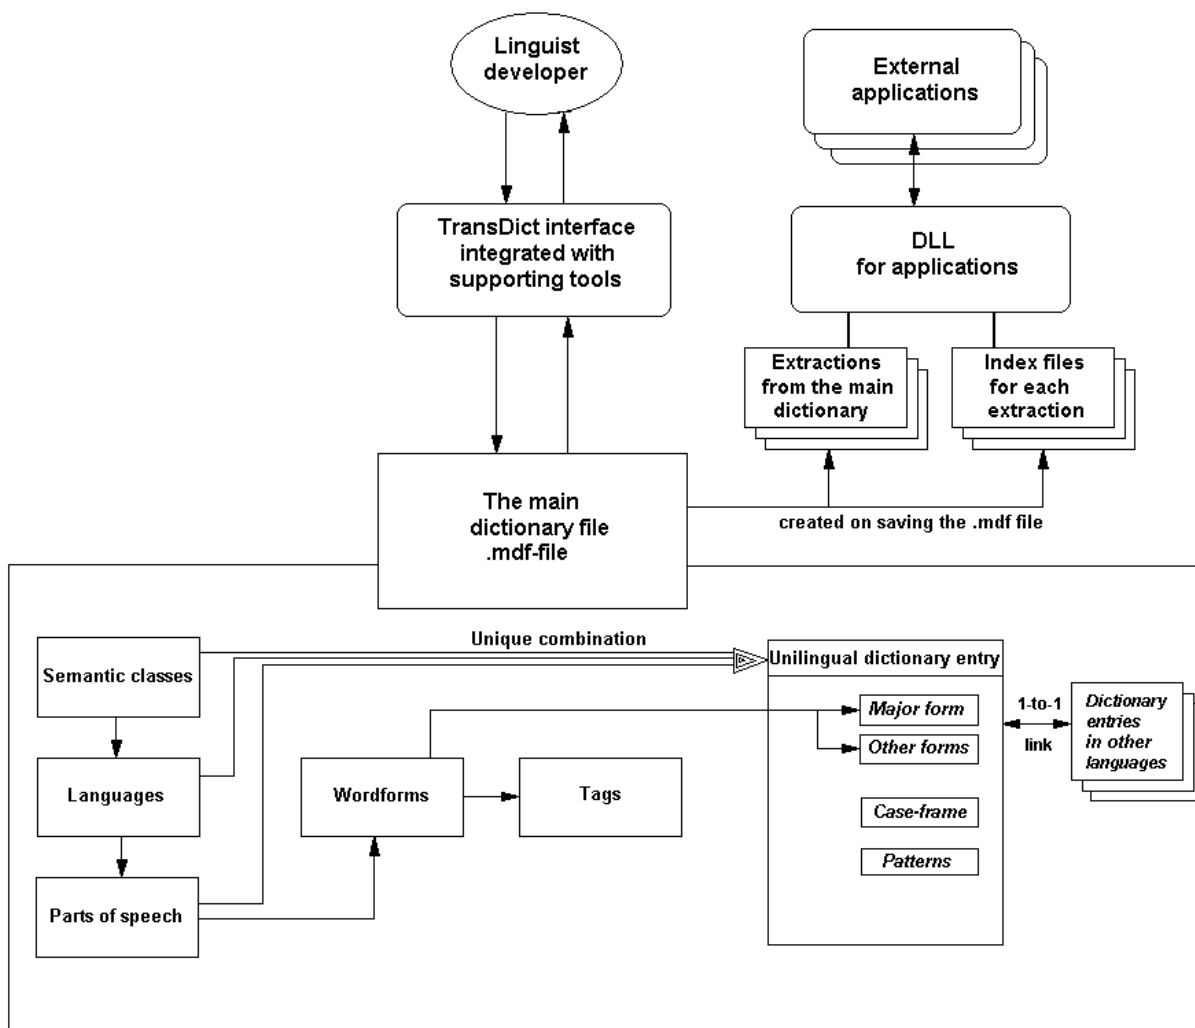 Linguist
developer
External
applications
TransDict interface
integrated with
supporting tools
DLL
for applications
Extractions
from the main
dictionary
Index files
for each
extraction
The main
dictionary file
.mdf-file
created on saving the .mdf file
Unique combination
Semantic classes
Unilingual dictionary entry
Major form
Other forms
Case-frame
Patterns
1-to-1
link
Dictionary
entries
in other
languages
Languages
Wordforms
Tags
Parts of speech